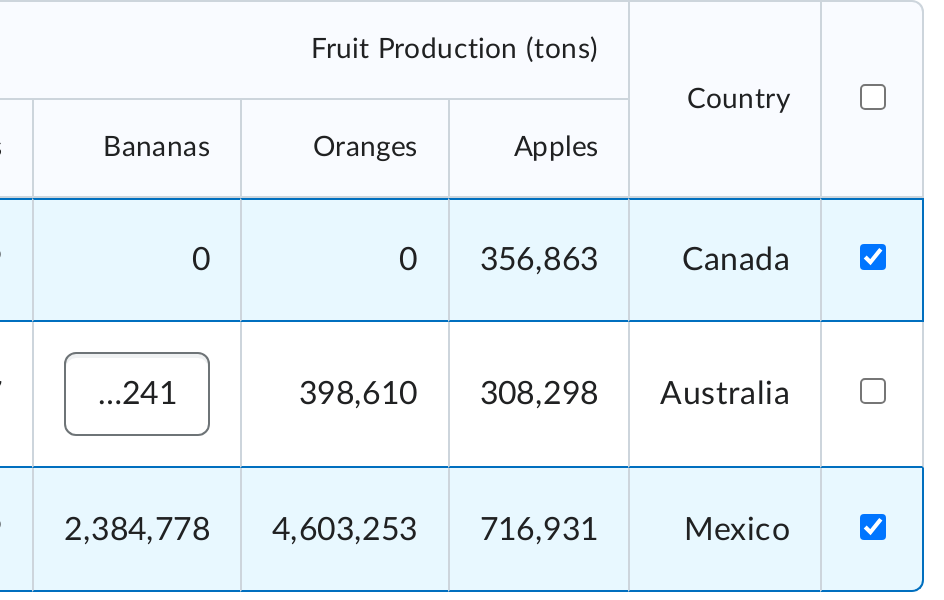 Fruit Production (tons)
Country
Bananas Oranges Apples
0 0 356,863 Canada
...241 398,610 308,298 Australia
2,384,778 4,603,253 716,931 Mexico